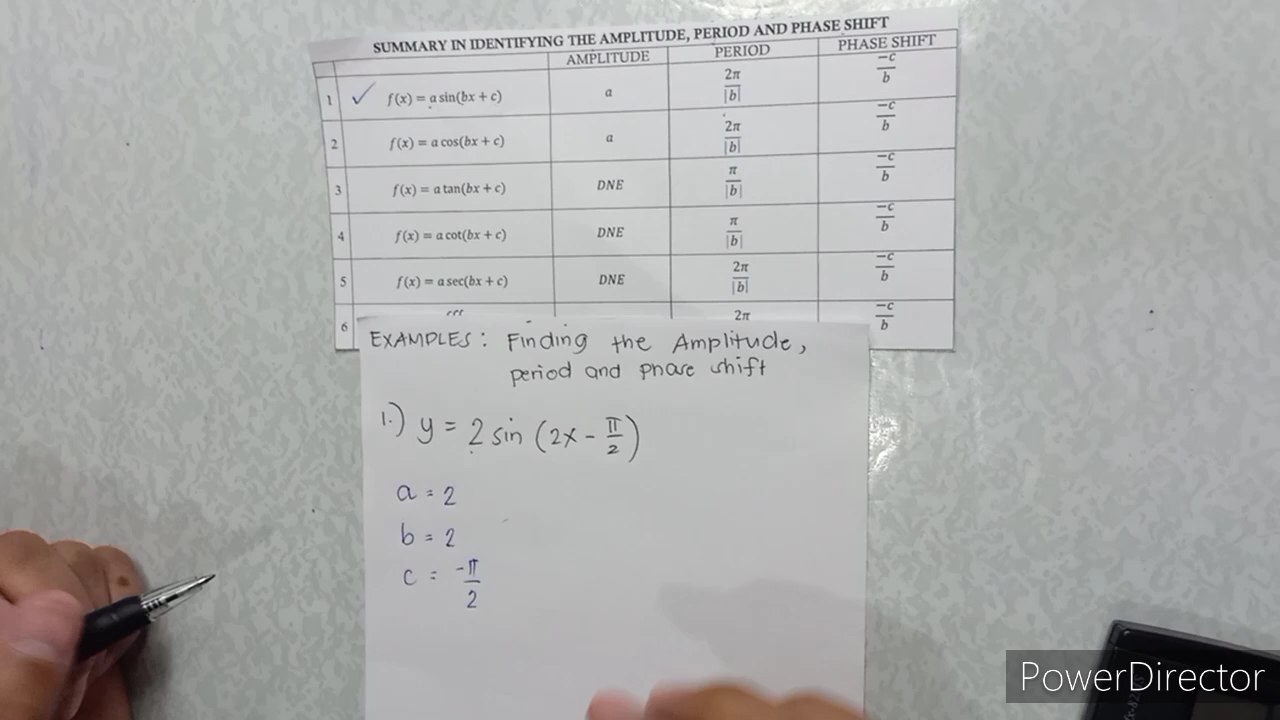 SUMMARY IN IDENTIFYING THE AMPLITUDE, PERIOD AND PHASE SHIFT
AMPLITUDE PERIOD PHASE SHIFT
1 ✓ f(x) = a sin(bx + c) a 2π/|b| −c/b
2 f(x) = a cos(bx + c) a 2π/|b| −c/b
3 f(x) = a tan(bx + c) DNE π/|b| −c/b
4 f(x) = a cot(bx + c) DNE π/|b| −c/b
5 f(x) = a sec(bx + c) DNE 2π/|b| −c/b
6 2π −c/b
EXAMPLES: Finding the Amplitude,
period and phase shift
1.) y = 2 sin (2x - π/2)
a = 2
b = 2
c = -π/2
PowerDirector